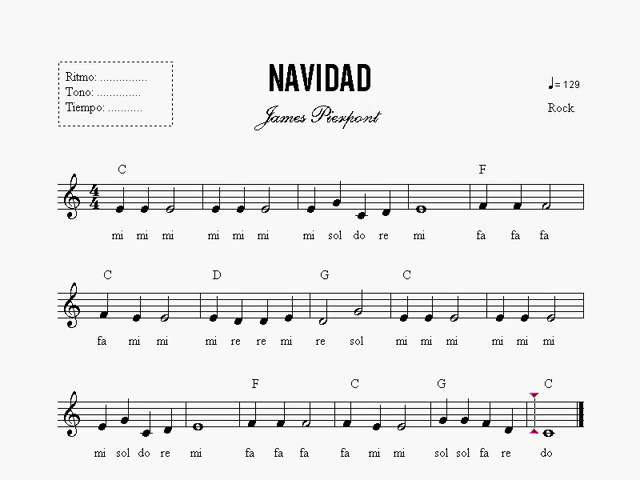 NAVIDAD
James Pierpont
Ritmo: ...............
Tono: ..............
Tiempo: ...........
= 129
Rock
C F
4 4
mi mi mi mi mi mi mi sol do re mi fa fa fa
C D G C
fa mi mi mi re re mi re sol mi mi mi mi mi mi
F C G C
mi sol do re mi fa fa fa fa mi mi sol sol fa re do